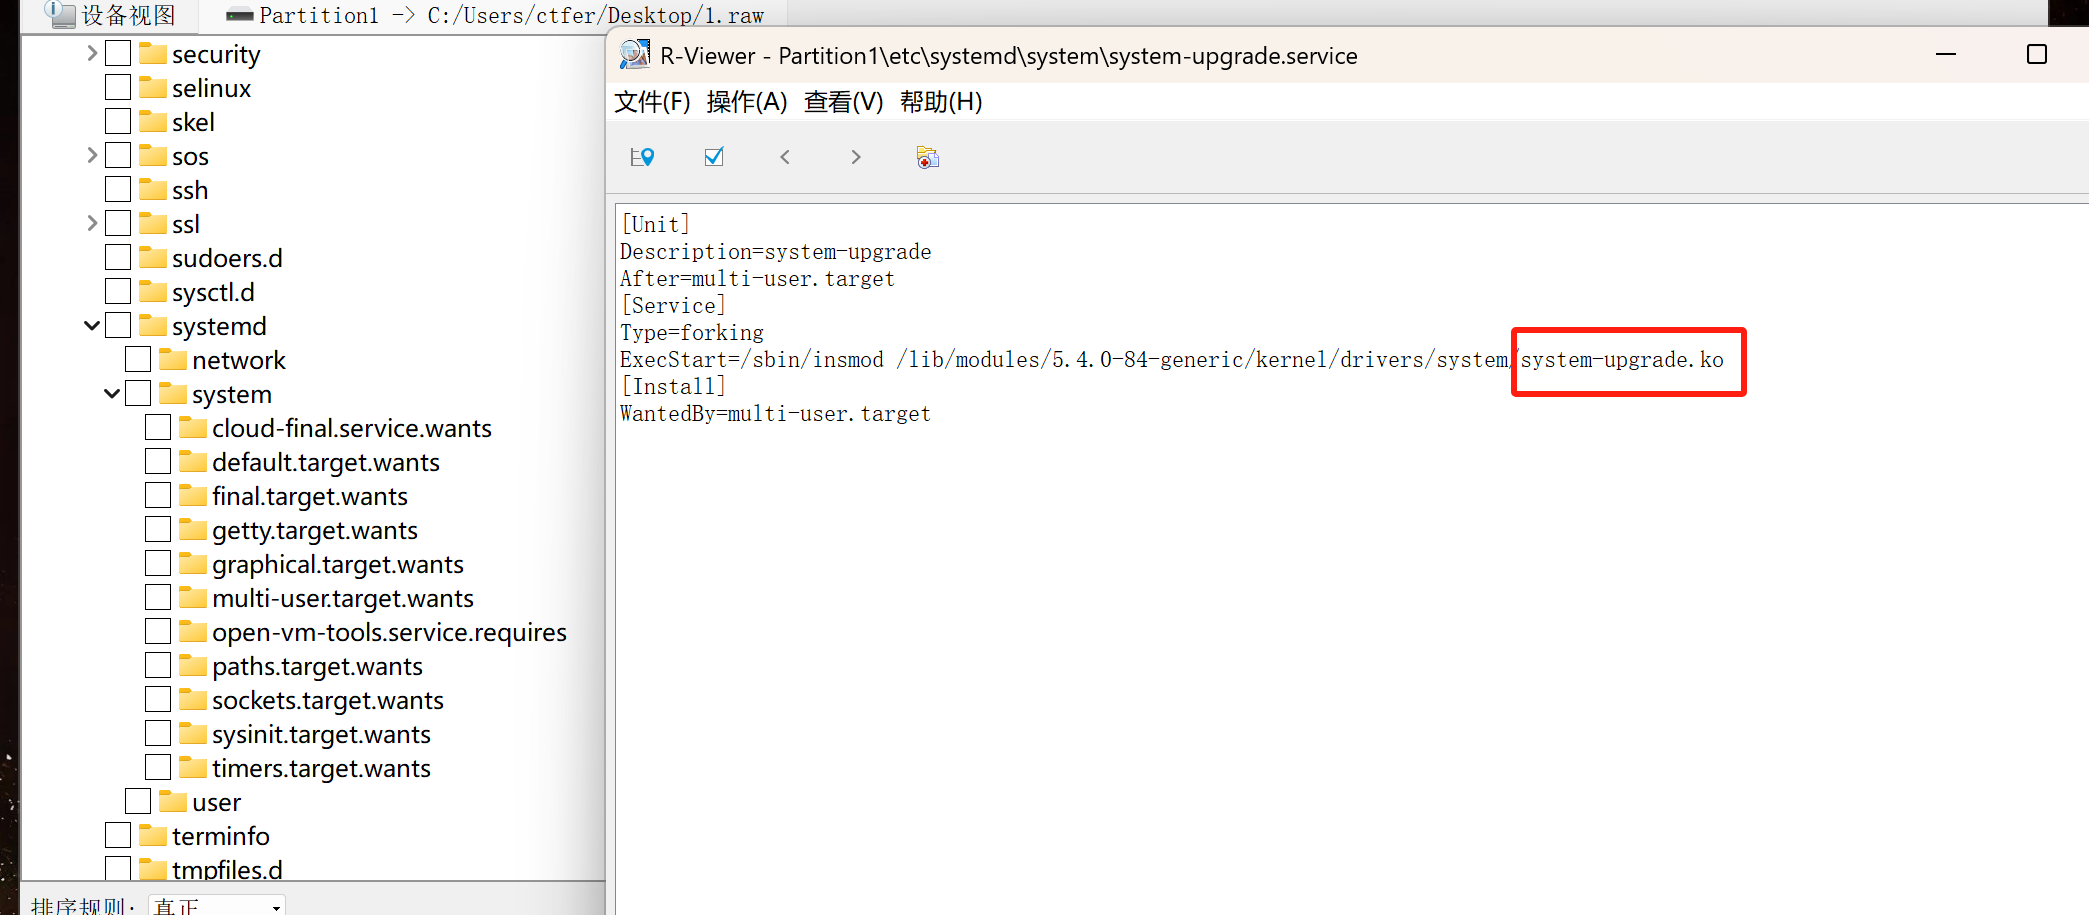 设备视图
Partition1 -> C:/Users/ctfer/Desktop/1.raw
security
selinux
skel
sos
ssh
ssl
sudoers.d
sysctl.d
systemd
network
system
cloud-final.service.wants
default.target.wants
final.target.wants
getty.target.wants
graphical.target.wants
multi-user.target.wants
open-vm-tools.service.requires
paths.target.wants
sockets.target.wants
sysinit.target.wants
timers.target.wants
user
terminfo
tmpfiles.d
排序规则:
真正
R-Viewer - Partition1\etc\systemd\system\system-upgrade.service
文件(F) 操作(A) 查看(V) 帮助(H)
[Unit]
Description=system-upgrade
After=multi-user.target
[Service]
Type=forking
ExecStart=/sbin/insmod /lib/modules/5.4.0-84-generic/kernel/drivers/system/system-upgrade.ko
[Install]
WantedBy=multi-user.target